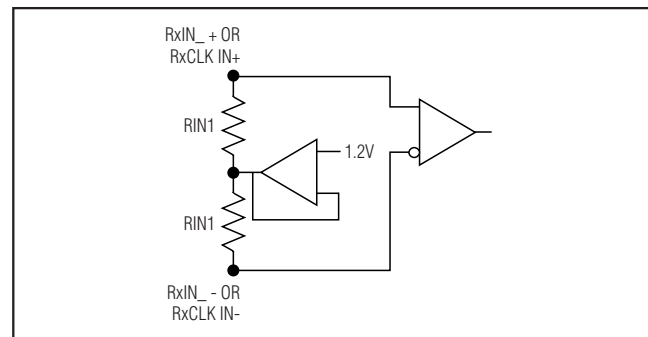 RxIN_ + OR
RxCLK IN+
RIN1
1.2V
RIN1
RxIN_ - OR
RxCLK IN-